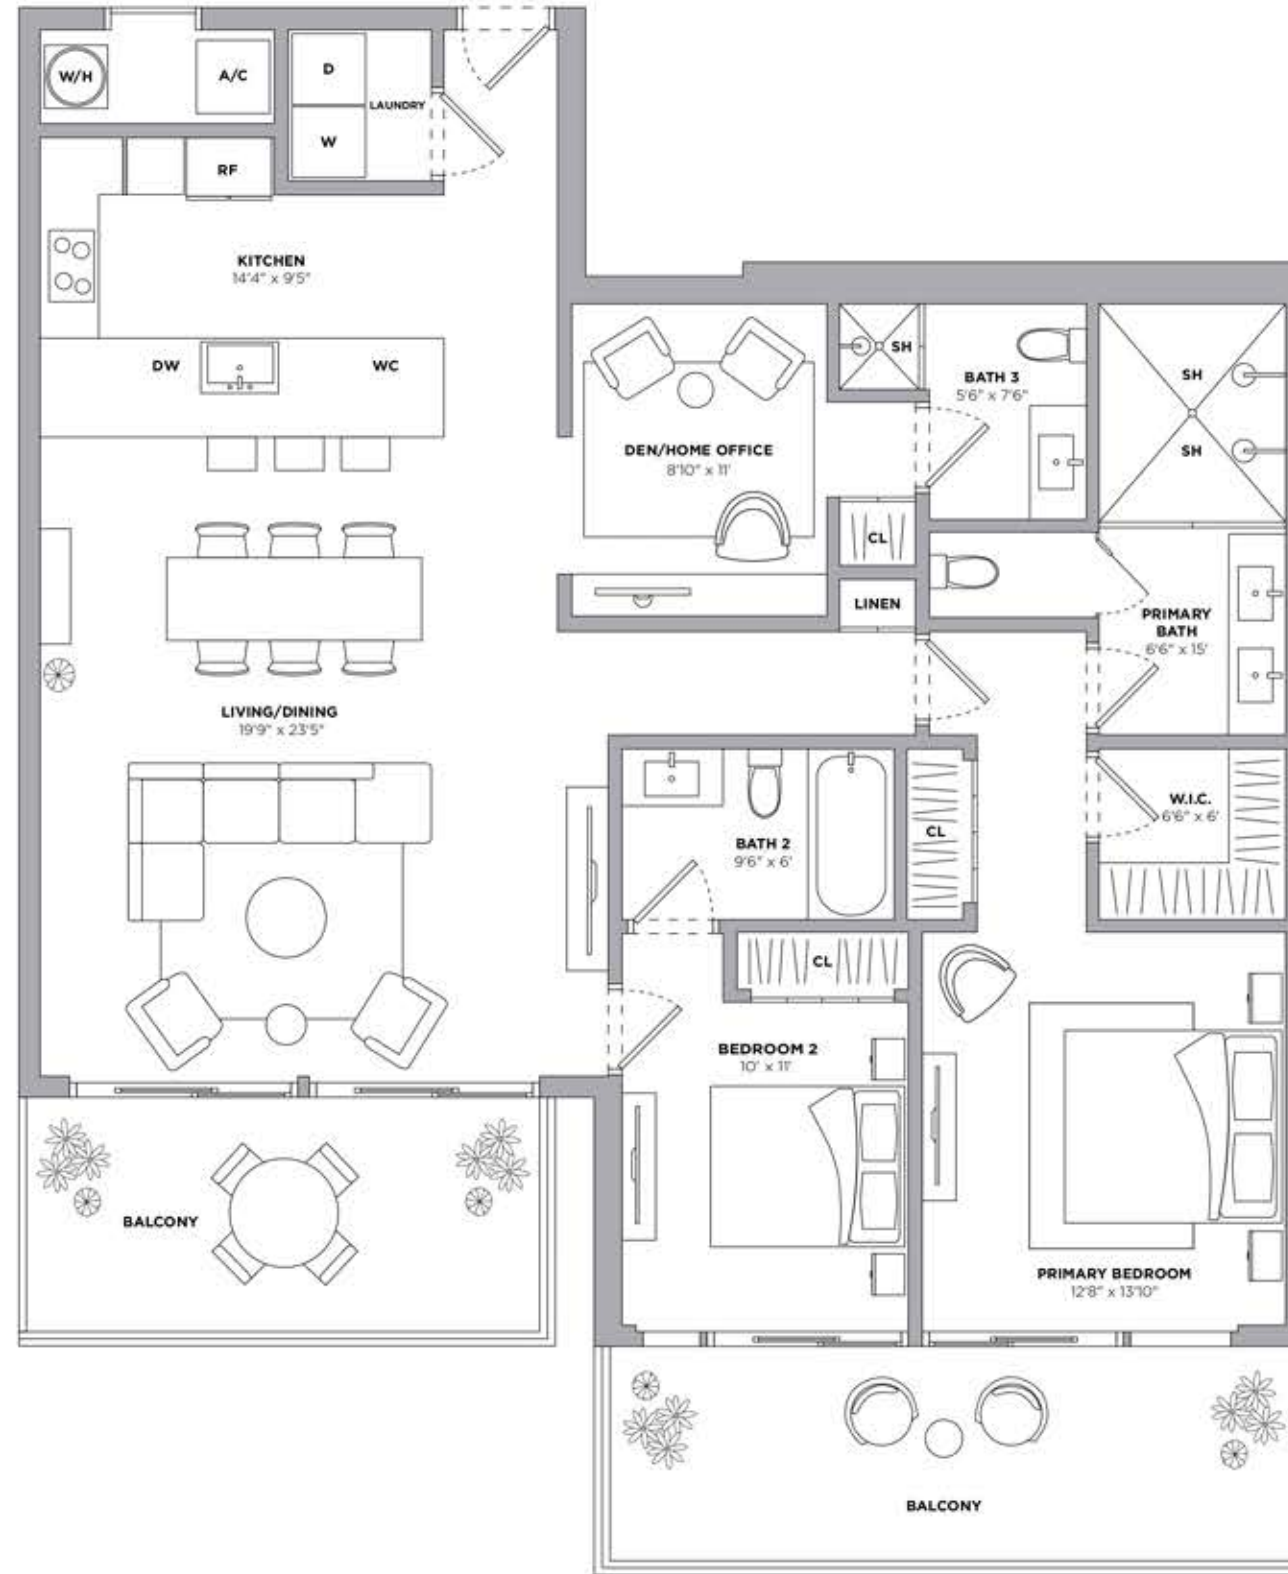 W/H
A/C
D
LAUNDRY
W
RF
KITCHEN
14'4" x 9'5"
DW
WC
SH
BATH 3
5'6" x 7'6"
SH
SH
DEN/HOME OFFICE
8'10" x 11'
CL
LINEN
PRIMARY
BATH
6'6" x 15'
LIVING/DINING
19'9" x 23'5"
BATH 2
9'6" x 6'
CL
W.I.C.
6'6" x 6'
CL
BEDROOM 2
10' x 11'
BALCONY
PRIMARY BEDROOM
12'8" x 13'10"
BALCONY